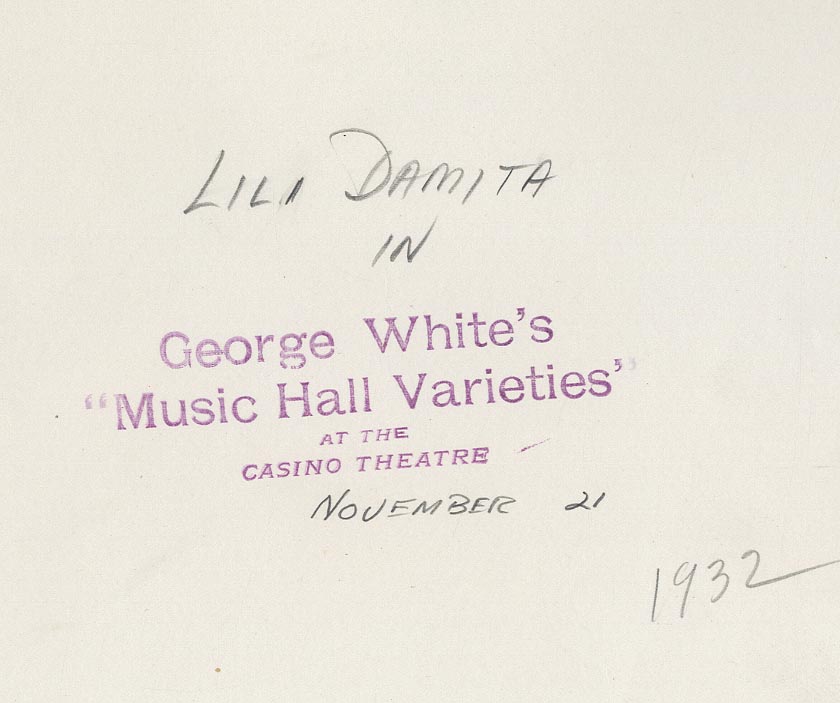 LILI DAMITA
IN
George White's
"Music Hall Varieties"
AT THE
CASINO THEATRE
NOVEMBER 21
1932